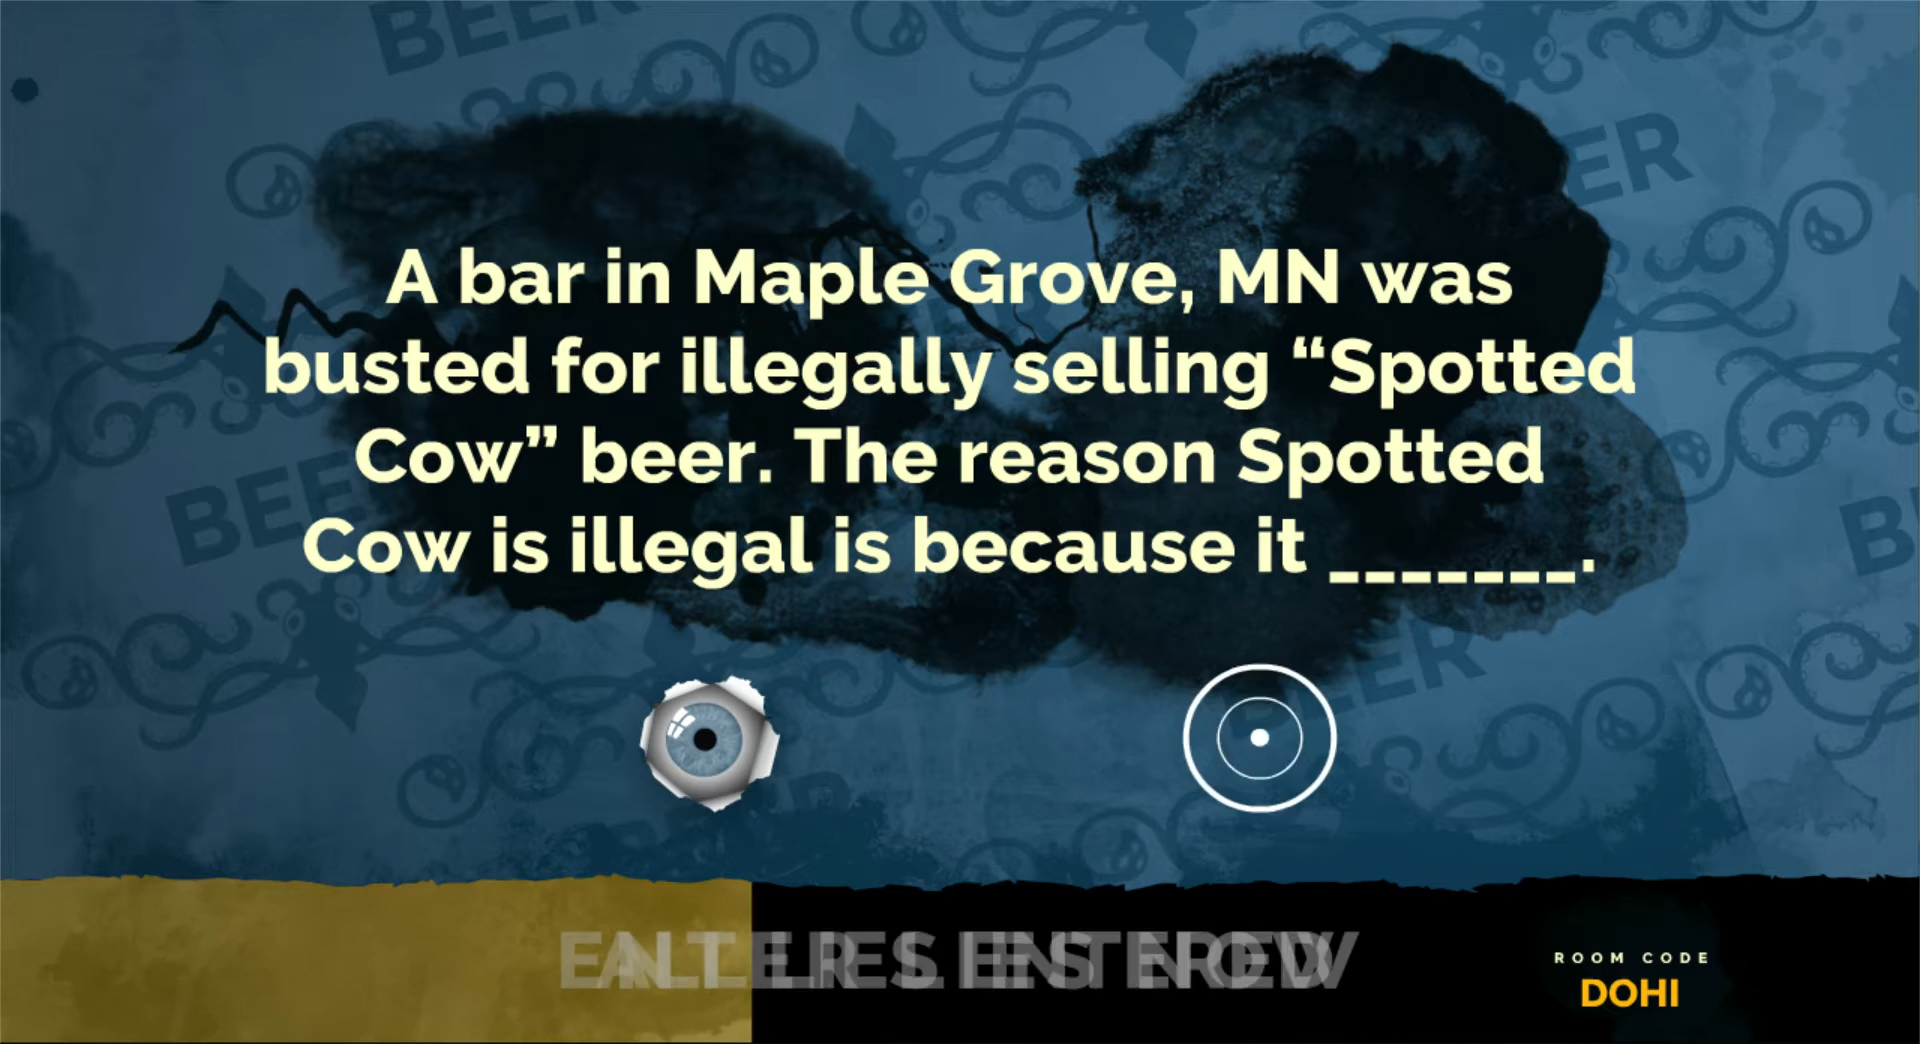 BEER
A bar in Maple Grove, MN was
busted for illegally selling “Spotted
Cow” beer. The reason Spotted
Cow is illegal is because it _______.
ROOM CODE
DOHI